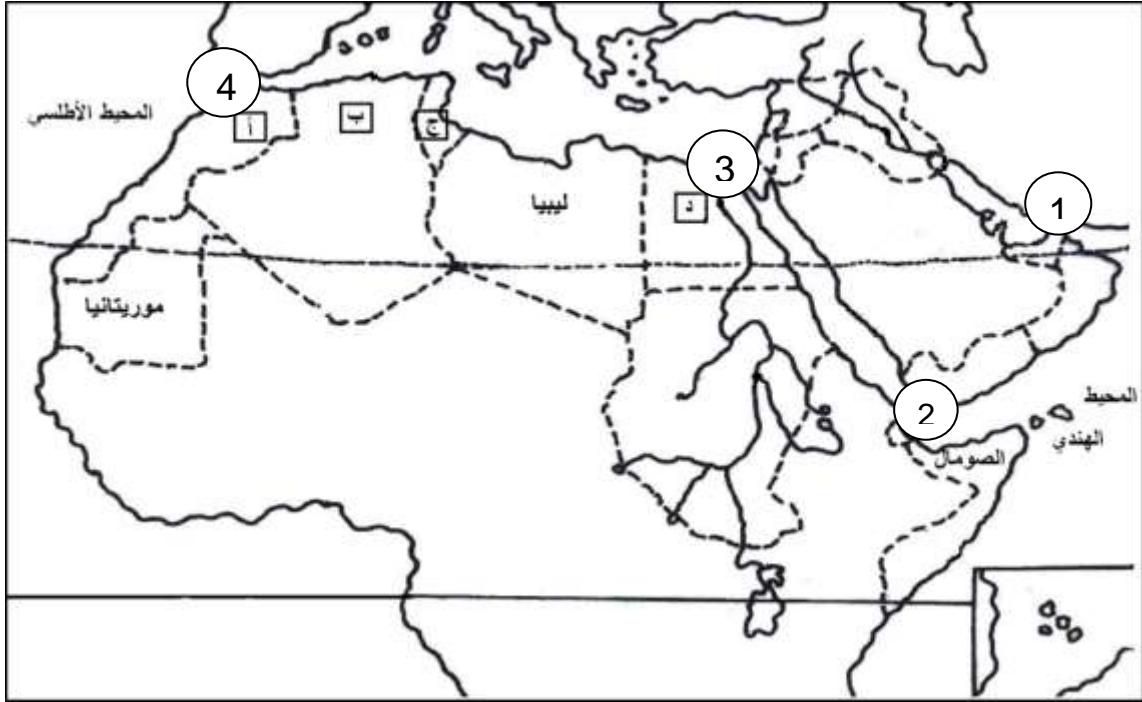 4
المحيط الأطلسي
أ
ب
ج
3
ليبيا
د
1
موريتانيا
2
المحيط
الهندي
الصومال